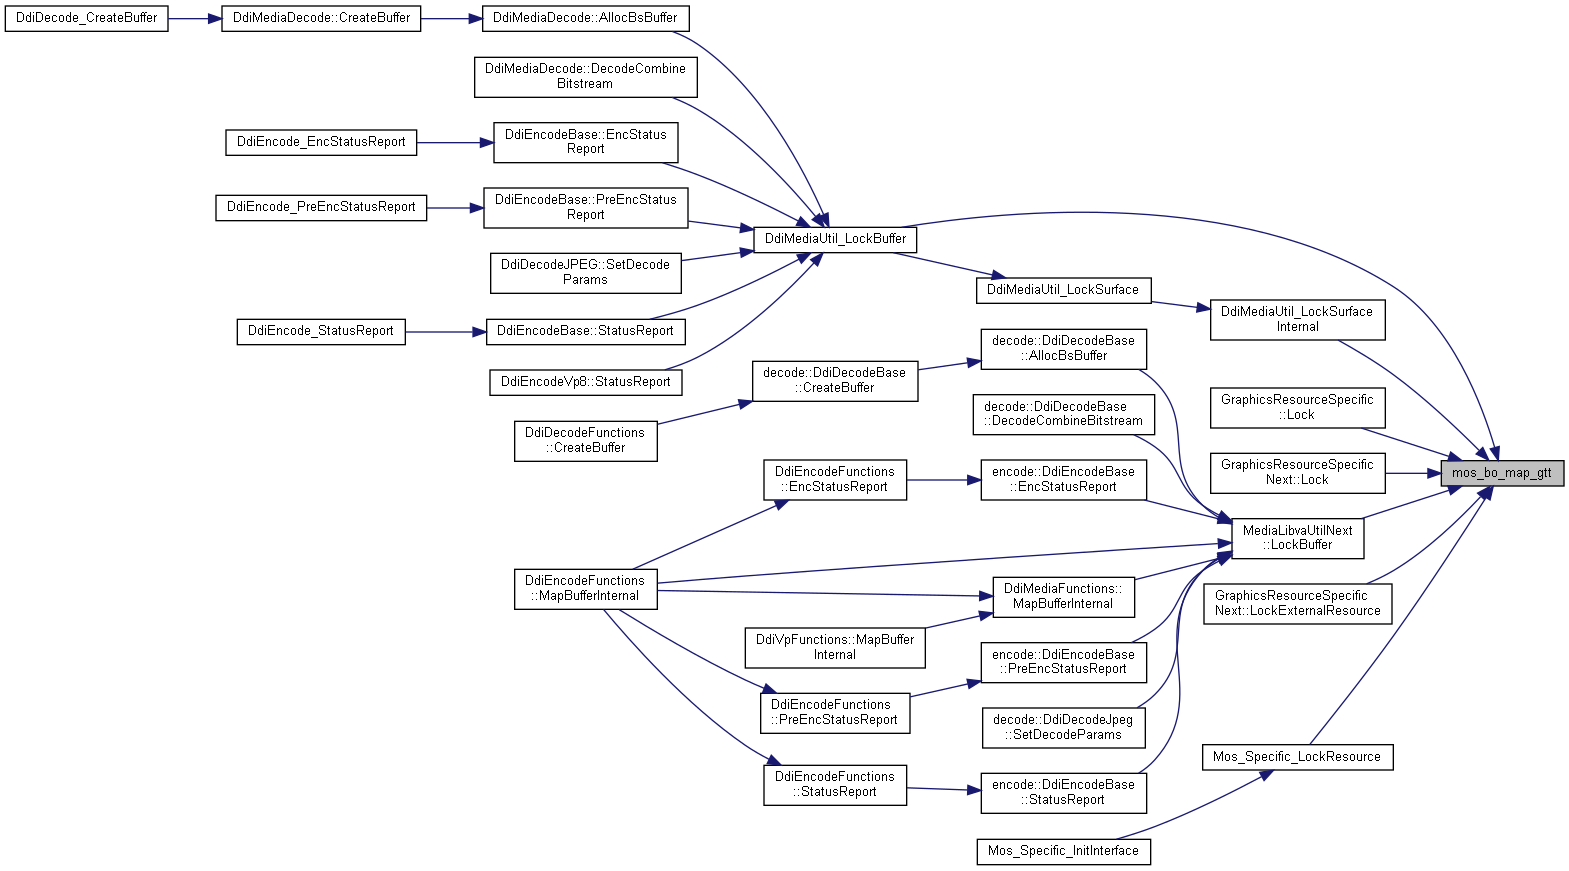 DdiDecode_CreateBuffer
DdiMediaDecode::CreateBuffer
DdiMediaDecode::AllocBsBuffer
DdiMediaDecode::DecodeCombine
Bitstream
DdiEncode_EncStatusReport
DdiEncodeBase::EncStatus
Report
DdiEncode_PreEncStatusReport
DdiEncodeBase::PreEncStatus
Report
DdiMediaUtil_LockBuffer
DdiDecodeJPEG::SetDecode
Params
DdiMediaUtil_LockSurface
DdiMediaUtil_LockSurface
Internal
DdiEncode_StatusReport
DdiEncodeBase::StatusReport
DdiEncodeVp8::StatusReport
decode::DdiDecodeBase
::AllocBsBuffer
decode::DdiDecodeBase
::CreateBuffer
GraphicsResourceSpecific
::Lock
decode::DdiDecodeBase
::DecodeCombineBitstream
DdiDecodeFunctions
::CreateBuffer
GraphicsResourceSpecific
Next::Lock
mos_bo_map_gtt
DdiEncodeFunctions
::EncStatusReport
encode::DdiEncodeBase
::EncStatusReport
MediaLibvaUtilNext
::LockBuffer
DdiEncodeFunctions
::MapBufferInternal
DdiMediaFunctions::
MapBufferInternal
GraphicsResourceSpecific
Next::LockExternalResource
DdiVpFunctions::MapBuffer
Internal
encode::DdiEncodeBase
::PreEncStatusReport
DdiEncodeFunctions
::PreEncStatusReport
decode::DdiDecodeJpeg
::SetDecodeParams
Mos_Specific_LockResource
DdiEncodeFunctions
::StatusReport
encode::DdiEncodeBase
::StatusReport
Mos_Specific_InitInterface